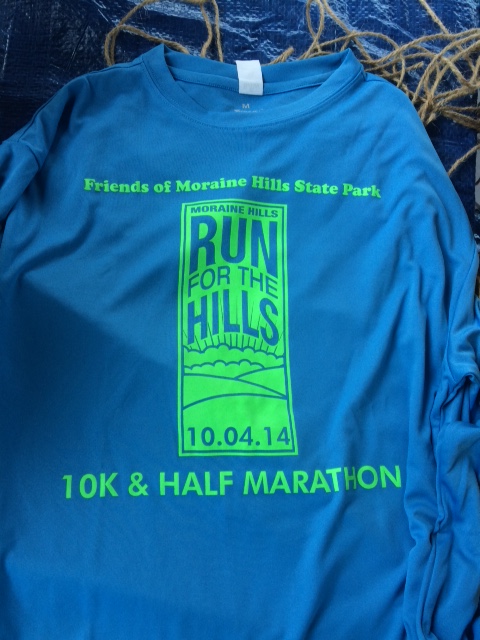 M
Friends of Moraine Hills State Park
MORAINE HILLS
RUN
FOR THE
HILLS
10.04.14
10K & HALF MARATHON